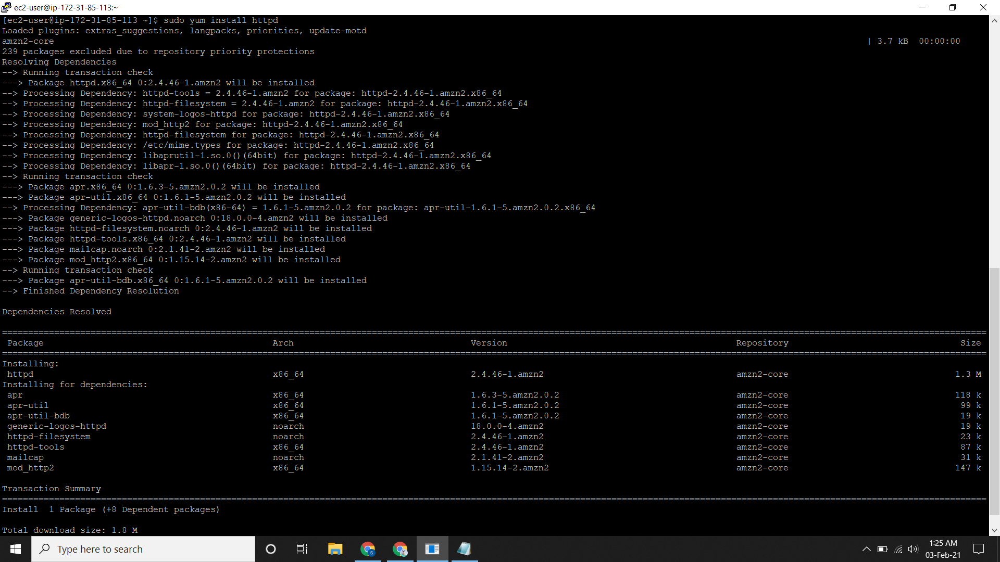 ec2-user@ip-172-31-85-113:~
[ec2-user@ip-172-31-85-113 ~]$ sudo yum install httpd
Loaded plugins: extras_suggestions, langpacks, priorities, update-motd
amzn2-core | 3.7 kB 00:00:00
239 packages excluded due to repository priority protections
Resolving Dependencies
--> Running transaction check
---> Package httpd.x86_64 0:2.4.46-1.amzn2 will be installed
--> Processing Dependency: httpd-tools = 2.4.46-1.amzn2 for package: httpd-2.4.46-1.amzn2.x86_64
--> Processing Dependency: httpd-filesystem = 2.4.46-1.amzn2 for package: httpd-2.4.46-1.amzn2.x86_64
--> Processing Dependency: system-logos-httpd for package: httpd-2.4.46-1.amzn2.x86_64
--> Processing Dependency: mod_http2 for package: httpd-2.4.46-1.amzn2.x86_64
--> Processing Dependency: httpd-filesystem for package: httpd-2.4.46-1.amzn2.x86_64
--> Processing Dependency: /etc/mime.types for package: httpd-2.4.46-1.amzn2.x86_64
--> Processing Dependency: libaprutil-1.so.0()(64bit) for package: httpd-2.4.46-1.amzn2.x86_64
--> Processing Dependency: libapr-1.so.0()(64bit) for package: httpd-2.4.46-1.amzn2.x86_64
--> Running transaction check
---> Package apr.x86_64 0:1.6.3-5.amzn2.0.2 will be installed
---> Package apr-util.x86_64 0:1.6.1-5.amzn2.0.2 will be installed
--> Processing Dependency: apr-util-bdb(x86-64) = 1.6.1-5.amzn2.0.2 for package: apr-util-1.6.1-5.amzn2.0.2.x86_64
---> Package generic-logos-httpd.noarch 0:18.0.0-4.amzn2 will be installed
---> Package httpd-filesystem.noarch 0:2.4.46-1.amzn2 will be installed
---> Package httpd-tools.x86_64 0:2.4.46-1.amzn2 will be installed
---> Package mailcap.noarch 0:2.1.41-2.amzn2 will be installed
---> Package mod_http2.x86_64 0:1.15.14-2.amzn2 will be installed
--> Running transaction check
---> Package apr-util-bdb.x86_64 0:1.6.1-5.amzn2.0.2 will be installed
--> Finished Dependency Resolution
Dependencies Resolved
Package Arch Version Repository Size
Installing:
httpd x86_64 2.4.46-1.amzn2 amzn2-core 1.3 M
Installing for dependencies:
apr x86_64 1.6.3-5.amzn2.0.2 amzn2-core 118 k
apr-util x86_64 1.6.1-5.amzn2.0.2 amzn2-core 99 k
apr-util-bdb x86_64 1.6.1-5.amzn2.0.2 amzn2-core 19 k
generic-logos-httpd noarch 18.0.0-4.amzn2 amzn2-core 19 k
httpd-filesystem noarch 2.4.46-1.amzn2 amzn2-core 23 k
httpd-tools x86_64 2.4.46-1.amzn2 amzn2-core 87 k
mailcap noarch 2.1.41-2.amzn2 amzn2-core 31 k
mod_http2 x86_64 1.15.14-2.amzn2 amzn2-core 147 k
Transaction Summary
Install 1 Package (+8 Dependent packages)
Total download size: 1.8 M
Type here to search
1:25 AM
03-Feb-21